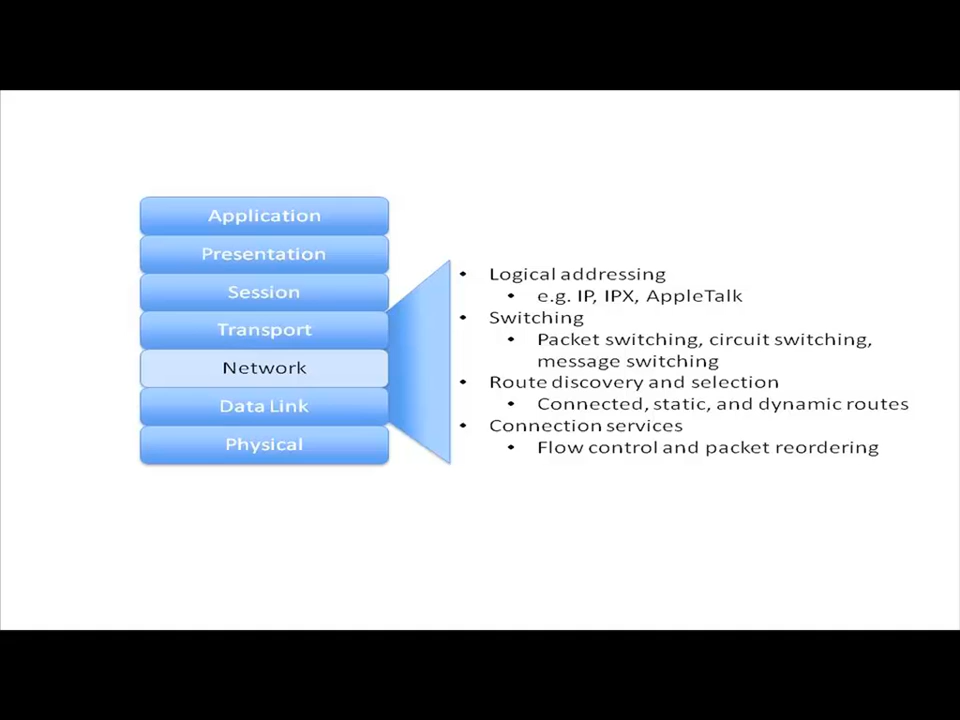 Application
Presentation
Session
Transport
Network
Data Link
Physical
• Logical addressing
• e.g. IP, IPX, AppleTalk
• Switching
• Packet switching, circuit switching,
message switching
• Route discovery and selection
• Connected, static, and dynamic routes
• Connection services
• Flow control and packet reordering